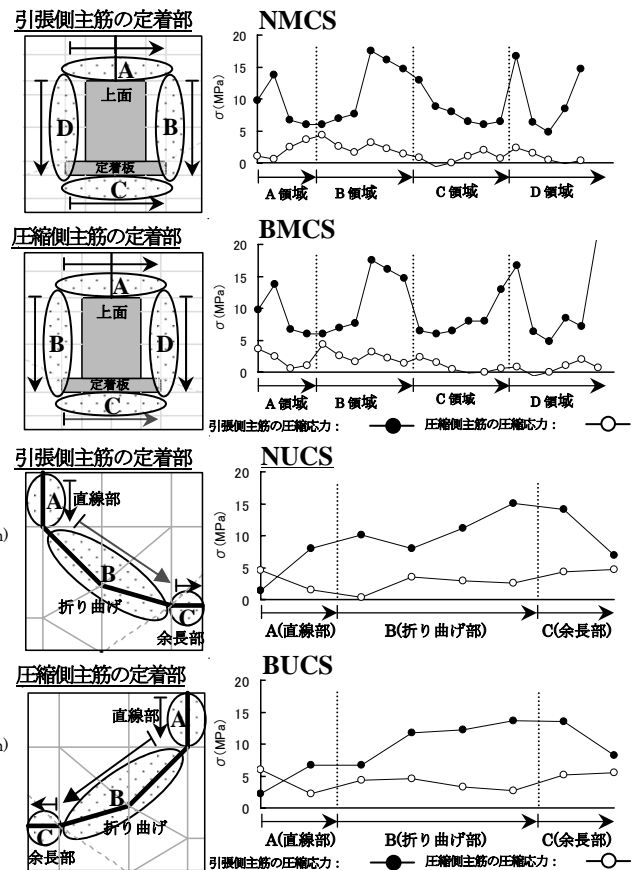 引張側主筋の定着部
A
上面
D
B
定着板
C
NMCS
σ(MPa)
20
15
10
5
0
A 領域
B 領域
C 領域
D 領域
圧縮側主筋の定着部
A
上面
B
D
定着板
C
BMCS
σ(MPa)
20
15
10
5
0
A 領域
B 領域
C 領域
D 領域
引張側主筋の圧縮応力:
圧縮側主筋の圧縮応力:
引張側主筋の定着部
A
直線部
B
折り曲げ
C
余長部
NUCS
σ(MPa)
20
15
10
5
0
A(直線部)
B(折り曲げ部)
C(余長部)
圧縮側主筋の定着部
直線部
A
B
折り曲げ
C
余長部
BUCS
σ(MPa)
20
15
10
5
0
A(直線部)
B(折り曲げ部)
C(余長部)
引張側主筋の圧縮応力:
圧縮側主筋の圧縮応力: